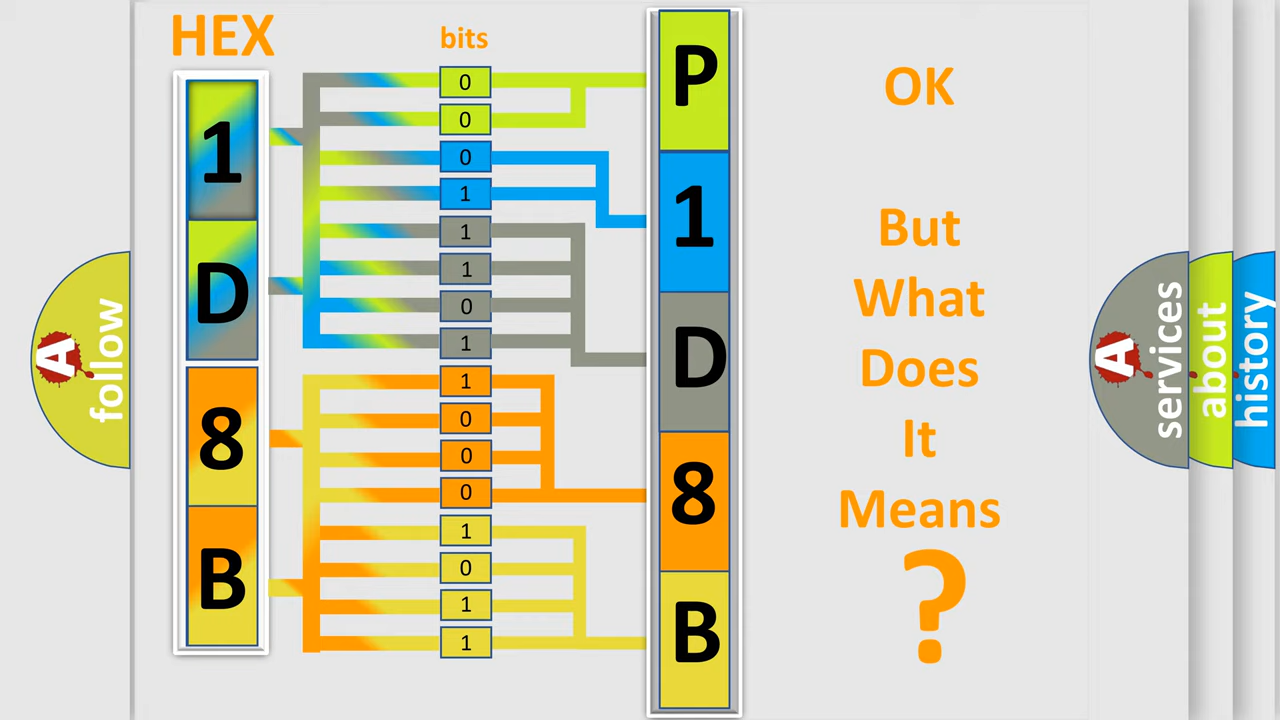 HEX
bits
1
D
8
B
0
0
0
1
1
1
0
1
1
0
0
0
1
0
1
1
P
1
D
8
B
OK
But
What
Does
It
Means
?
A
follow
A
services
about
history